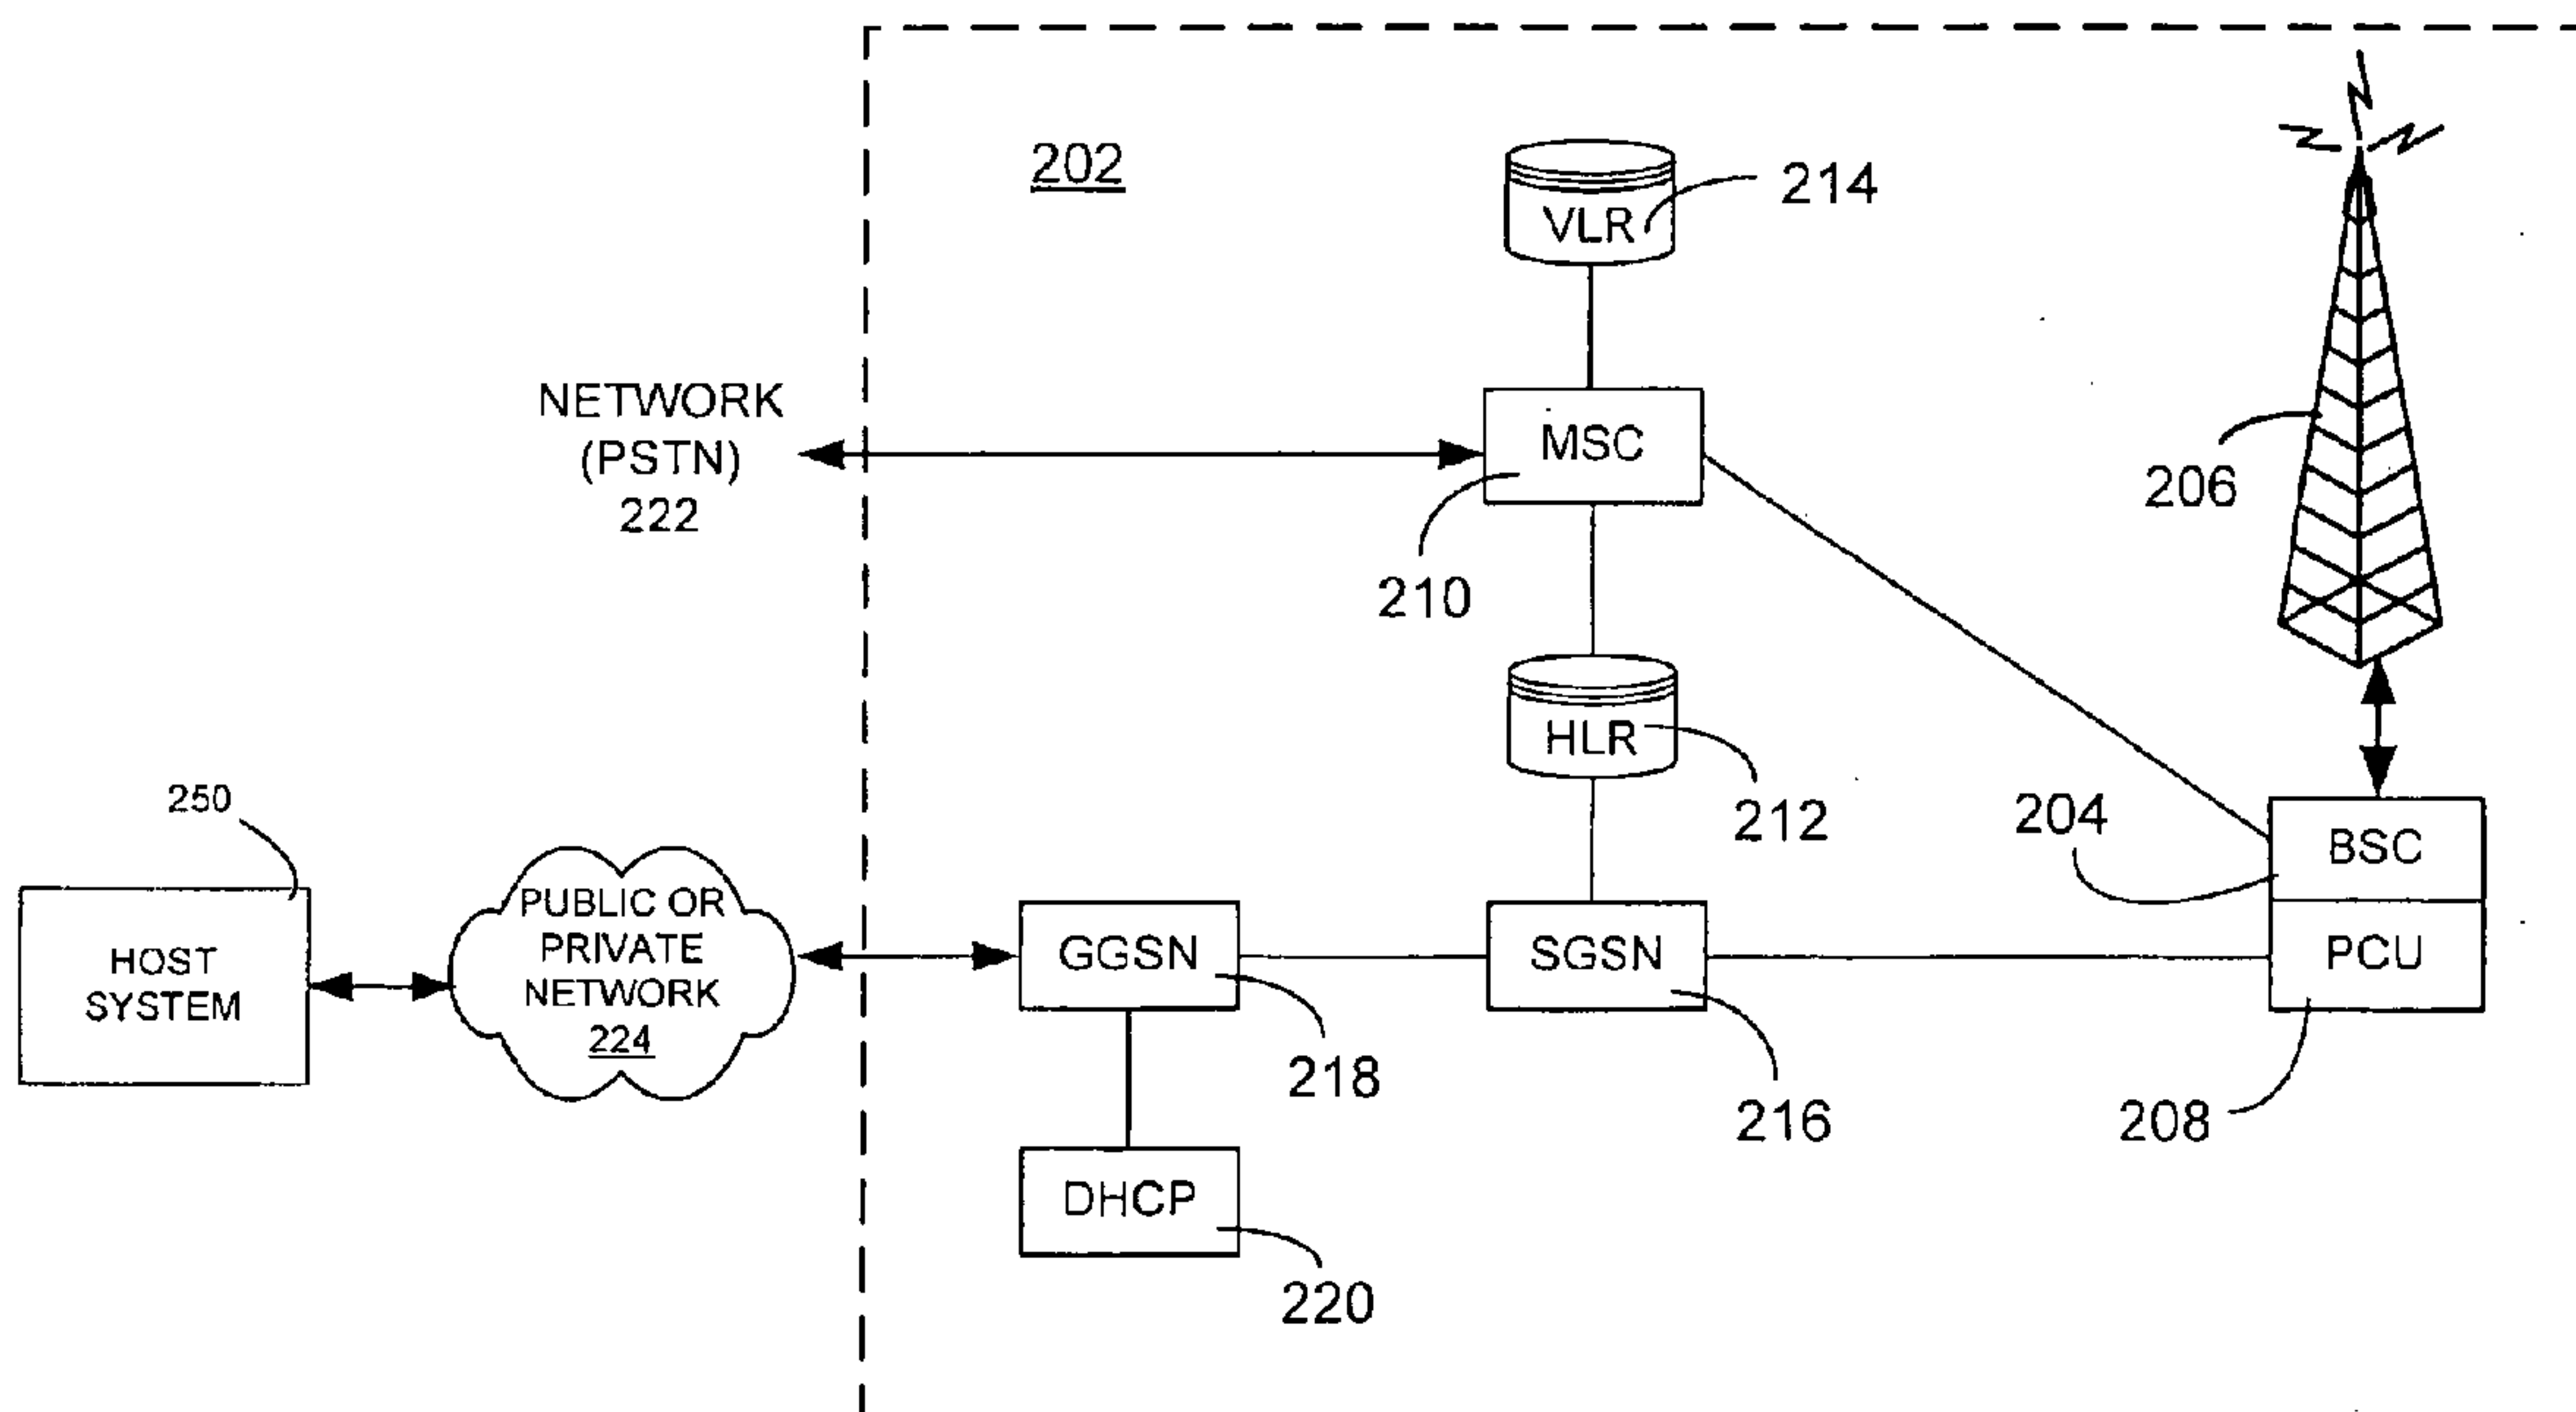 202
VLR
214
NETWORK
(PSTN)
222
MSC
210
206
HLR
212
250
HOST
SYSTEM
PUBLIC OR
PRIVATE
NETWORK
224
GGSN
218
SGSN
216
204
BSC
PCU
208
DHCP
220